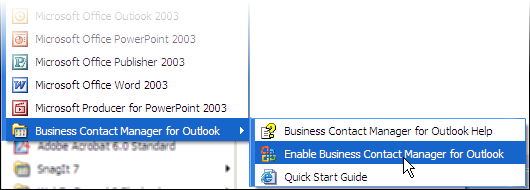 Microsoft Office Outlook 2003
Microsoft Office PowerPoint 2003
Microsoft Office Publisher 2003
Microsoft Office Word 2003
Microsoft Producer for PowerPoint 2003
Business Contact Manager for Outlook
Business Contact Manager for Outlook Help
Adobe Acrobat 6.0 Standard
Enable Business Contact Manager for Outlook
SnagIt 7
Quick Start Guide